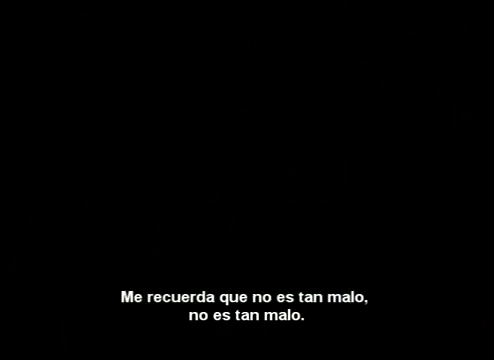 Me recuerda que no es tan malo,
no es tan malo.